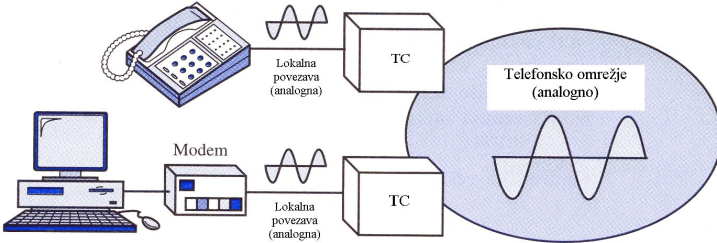 Lokalna
povezava
(analogna)
TC
Telefonsko omrežje
(analogno)
Modem
Lokalna
povezava
(analogna)
TC